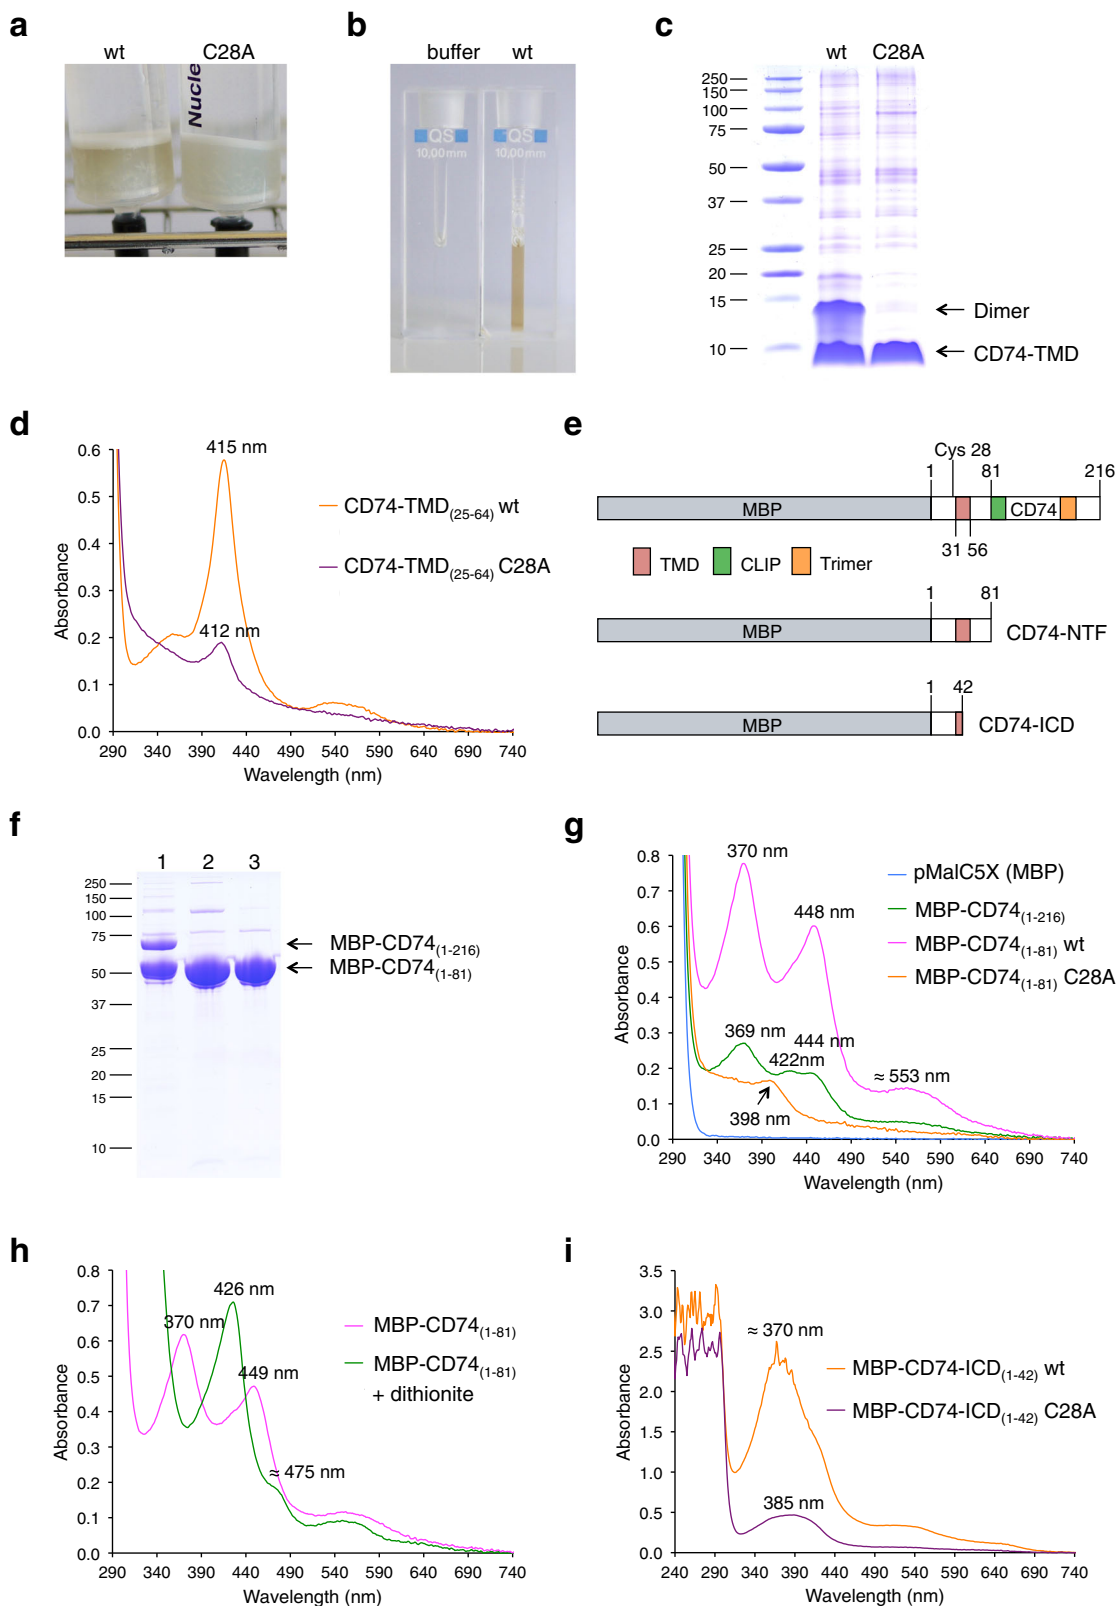 a
wt C28A
Nucle
b
buffer wt
QS QS
10,00mm 10,00mm
c
wt C28A
250
150
100
75
50
37
25
20
15
10
Dimer
CD74-TMD
d
415 nm
412 nm
CD74-TMD(25-64) wt
CD74-TMD(25-64) C28A
Absorbance
0.6
0.5
0.4
0.3
0.2
0.1
0.0
290 340 390 440 490 540 590 640 690 740
Wavelength (nm)
e
Cys 28
1 81 216
MBP CD74
31 56
TMD CLIP Trimer
1 81
MBP CD74-NTF
1 42
MBP CD74-ICD
f
1 2 3
250
150
100
75
50
37
25
20
15
10
MBP-CD74(1-216)
MBP-CD74(1-81)
g
370 nm
448 nm
369 nm
444 nm
422nm
≈ 553 nm
398 nm
pMalC5X (MBP)
MBP-CD74(1-216)
MBP-CD74(1-81) wt
MBP-CD74(1-81) C28A
Absorbance
0.8
0.7
0.6
0.5
0.4
0.3
0.2
0.1
0.0
290 340 390 440 490 540 590 640 690 740
Wavelength (nm)
h
426 nm
370 nm
449 nm
≈ 475 nm
MBP-CD74(1-81)
MBP-CD74(1-81)
+ dithionite
Absorbance
0.8
0.7
0.6
0.5
0.4
0.3
0.2
0.1
0.0
290 340 390 440 490 540 590 640 690 740
Wavelength (nm)
i
≈ 370 nm
385 nm
MBP-CD74-ICD(1-42) wt
MBP-CD74-ICD(1-42) C28A
Absorbance
3.5
3.0
2.5
2.0
1.5
1.0
0.5
0.0
240 290 340 390 440 490 540 590 640 690 740
Wavelength (nm)